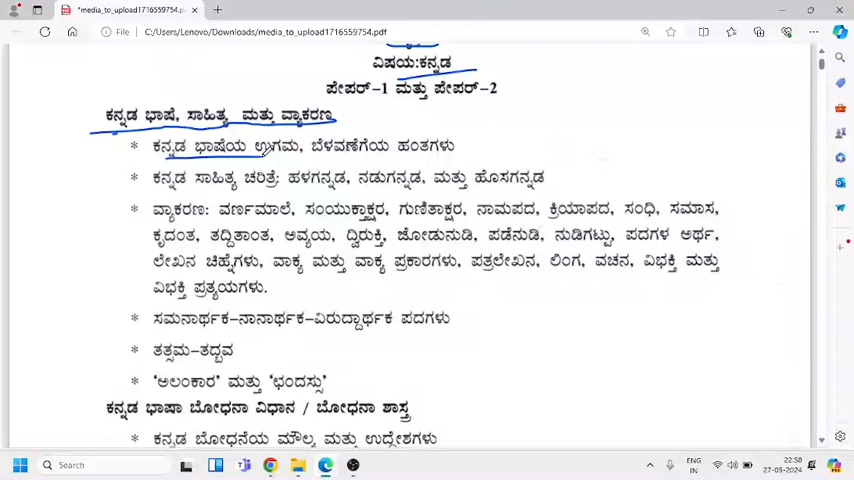 *media_to_upload1716559754.pdf
File
C:/Users/Lenovo/Downloads/media_to_upload1716559754.pdf
ವಿಷಯ:ಕನ್ನಡ
ಪೇಪರ್-1 ಮತ್ತು ಪೇಪರ್-2
ಕನ್ನಡ ಭಾಷೆ, ಸಾಹಿತ್ಯ ಮತ್ತು ವ್ಯಾಕರಣ
* ಕನ್ನಡ ಭಾಷೆಯ ಉಗಮ, ಬೆಳವಣಿಗೆಯ ಹಂತಗಳು
* ಕನ್ನಡ ಸಾಹಿತ್ಯ ಚರಿತ್ರೆ: ಹಳಗನ್ನಡ, ನಡುಗನ್ನಡ, ಮತ್ತು ಹೊಸಗನ್ನಡ
* ವ್ಯಾಕರಣ: ವರ್ಣಮಾಲೆ, ಸಂಯುಕ್ತಾಕ್ಷರ, ಗುಣಿತಾಕ್ಷರ, ನಾಮಪದ, ಕ್ರಿಯಾಪದ, ಸಂಧಿ, ಸಮಾಸ,
ಕೃದಂತ, ತದ್ದಿತಾಂತ, ಅವ್ಯಯ, ದ್ವಿರುಕ್ತಿ, ಜೋಡುನುಡಿ, ಪಡೆನುಡಿ, ನುಡಿಗಟ್ಟು, ಪದಗಳ ಅರ್ಥ,
ಲೇಖನ ಚಿಹ್ನೆಗಳು, ವಾಕ್ಯ ಮತ್ತು ವಾಕ್ಯ ಪ್ರಕಾರಗಳು, ಪತ್ರಲೇಖನ, ಲಿಂಗ, ವಚನ, ವಿಭಕ್ತಿ ಮತ್ತು
ವಿಭಕ್ತಿ ಪ್ರತ್ಯಯಗಳು.
* ಸಮನಾರ್ಥಕ-ನಾನಾರ್ಥಕ-ವಿರುದ್ದಾರ್ಥಕ ಪದಗಳು
* ತತ್ಸಮ-ತದ್ಬವ
* 'ಅಲಂಕಾರ' ಮತ್ತು 'ಛಂದಸ್ಸು'
ಕನ್ನಡ ಭಾಷಾ ಬೋಧನಾ ವಿಧಾನ / ಬೋಧನಾ ಶಾಸ್ತ್ರ
* ಕನ್ನಡ ಬೋಧನೆಯ ಮೌಲ್ಯ ಮತ್ತು ಉದ್ದೇಶಗಳು
Search
ENG
IN
22:58
27-05-2024